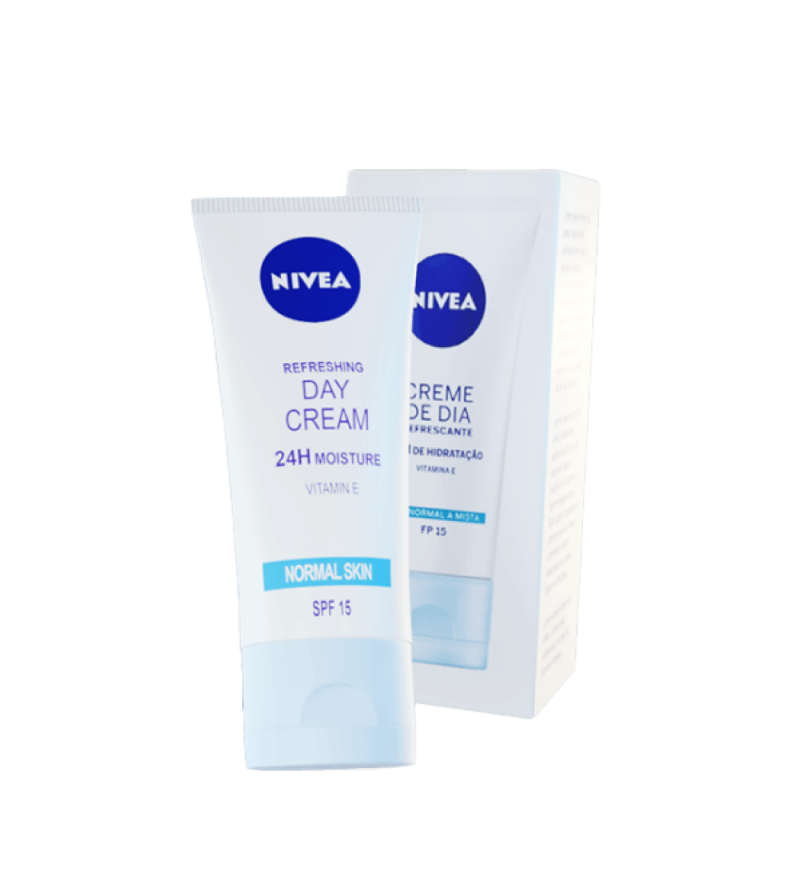 NIVEA
REFRESHING
DAY
CREAM
24H MOISTURE
VITAMIN E
NORMAL SKIN
SPF 15
NIVEA
CREME
DE DIA
REFRESCANTE
DE HIDRATAÇÃO
VITAMINA E
NORMAL A MISTA
FP 15